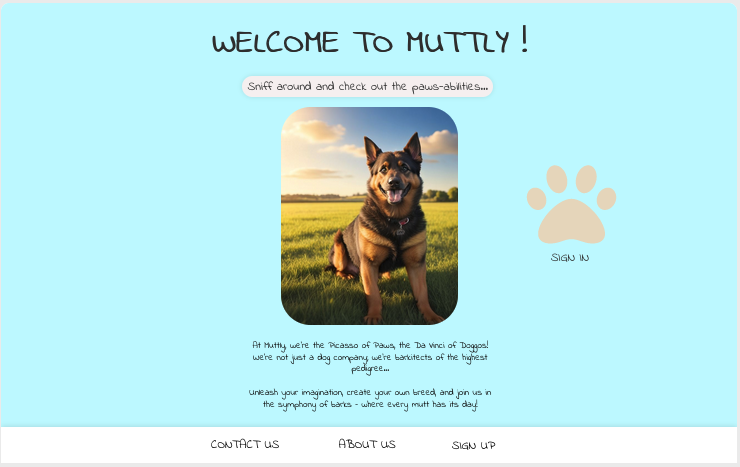 WELCOME TO MUTTLY !
Sniff around and check out the paws-abilities...
SIGN IN
At Muttly, we're the Picasso of Paws, the Da Vinci of Doggos!
We're not just a dog company; we're barkitects of the highest
pedigree...
Unleash your imagination, create your own breed, and join us in
the symphony of barks - where every mutt has its day!
CONTACT US
ABOUT US
SIGN UP